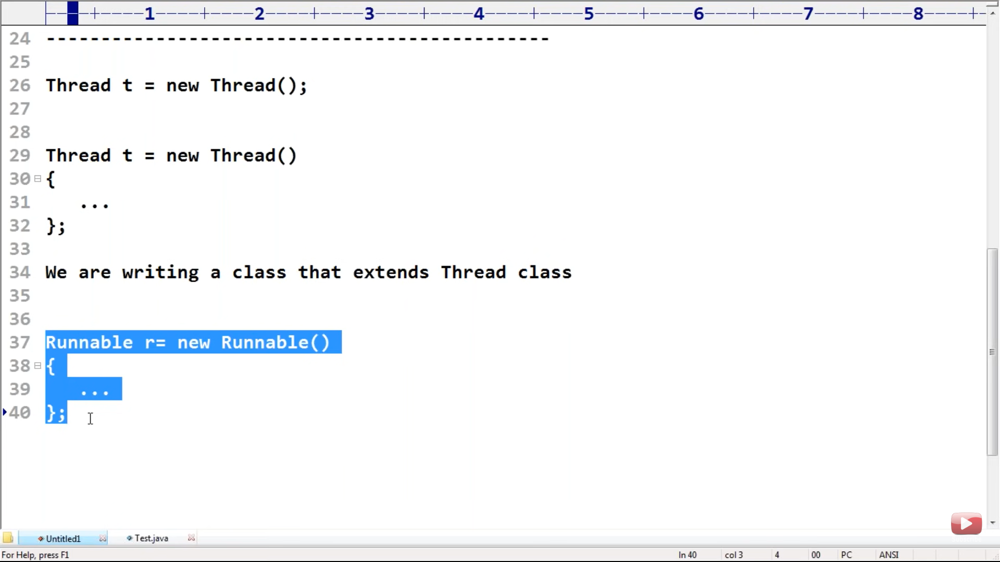 1 2 3 4 5 6 7 8
24 ----------------------------------------------
25
26 Thread t = new Thread();
27
28
29 Thread t = new Thread()
30 {
31 ...
32 };
33
34 We are writing a class that extends Thread class
35
36
37 Runnable r= new Runnable()
38 {
39 ...
40 };
Untitled1 Test.java
For Help, press F1 ln 40 col 3 4 00 PC ANSI